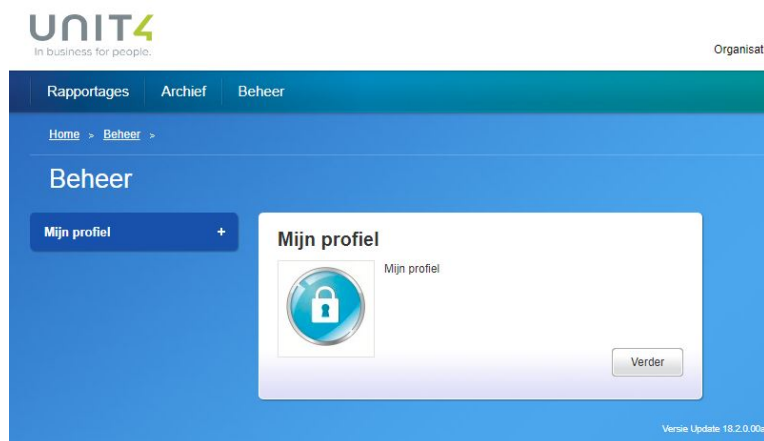 UNIT4
In business for people.
Organisat
Rapportages Archief Beheer
Home » Beheer »
Beheer
Mijn profiel +
Mijn profiel
Mijn profiel
Verder
Versie Update 18.2.0.00a